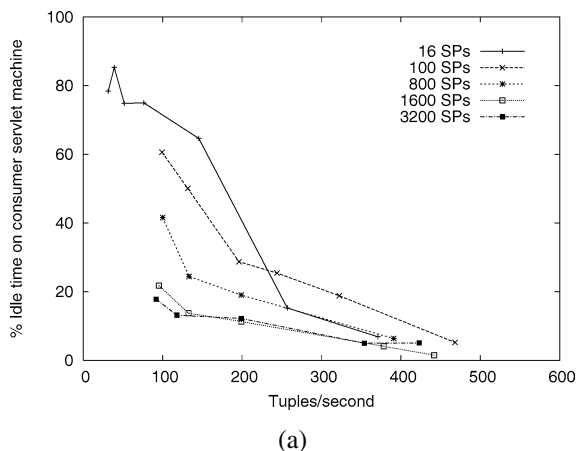 100
80
60
40
20
0
% Idle time on consumer servlet machine
16 SPs
100 SPs
800 SPs
1600 SPs
3200 SPs
0 100 200 300 400 500 600
Tuples/second
(a)